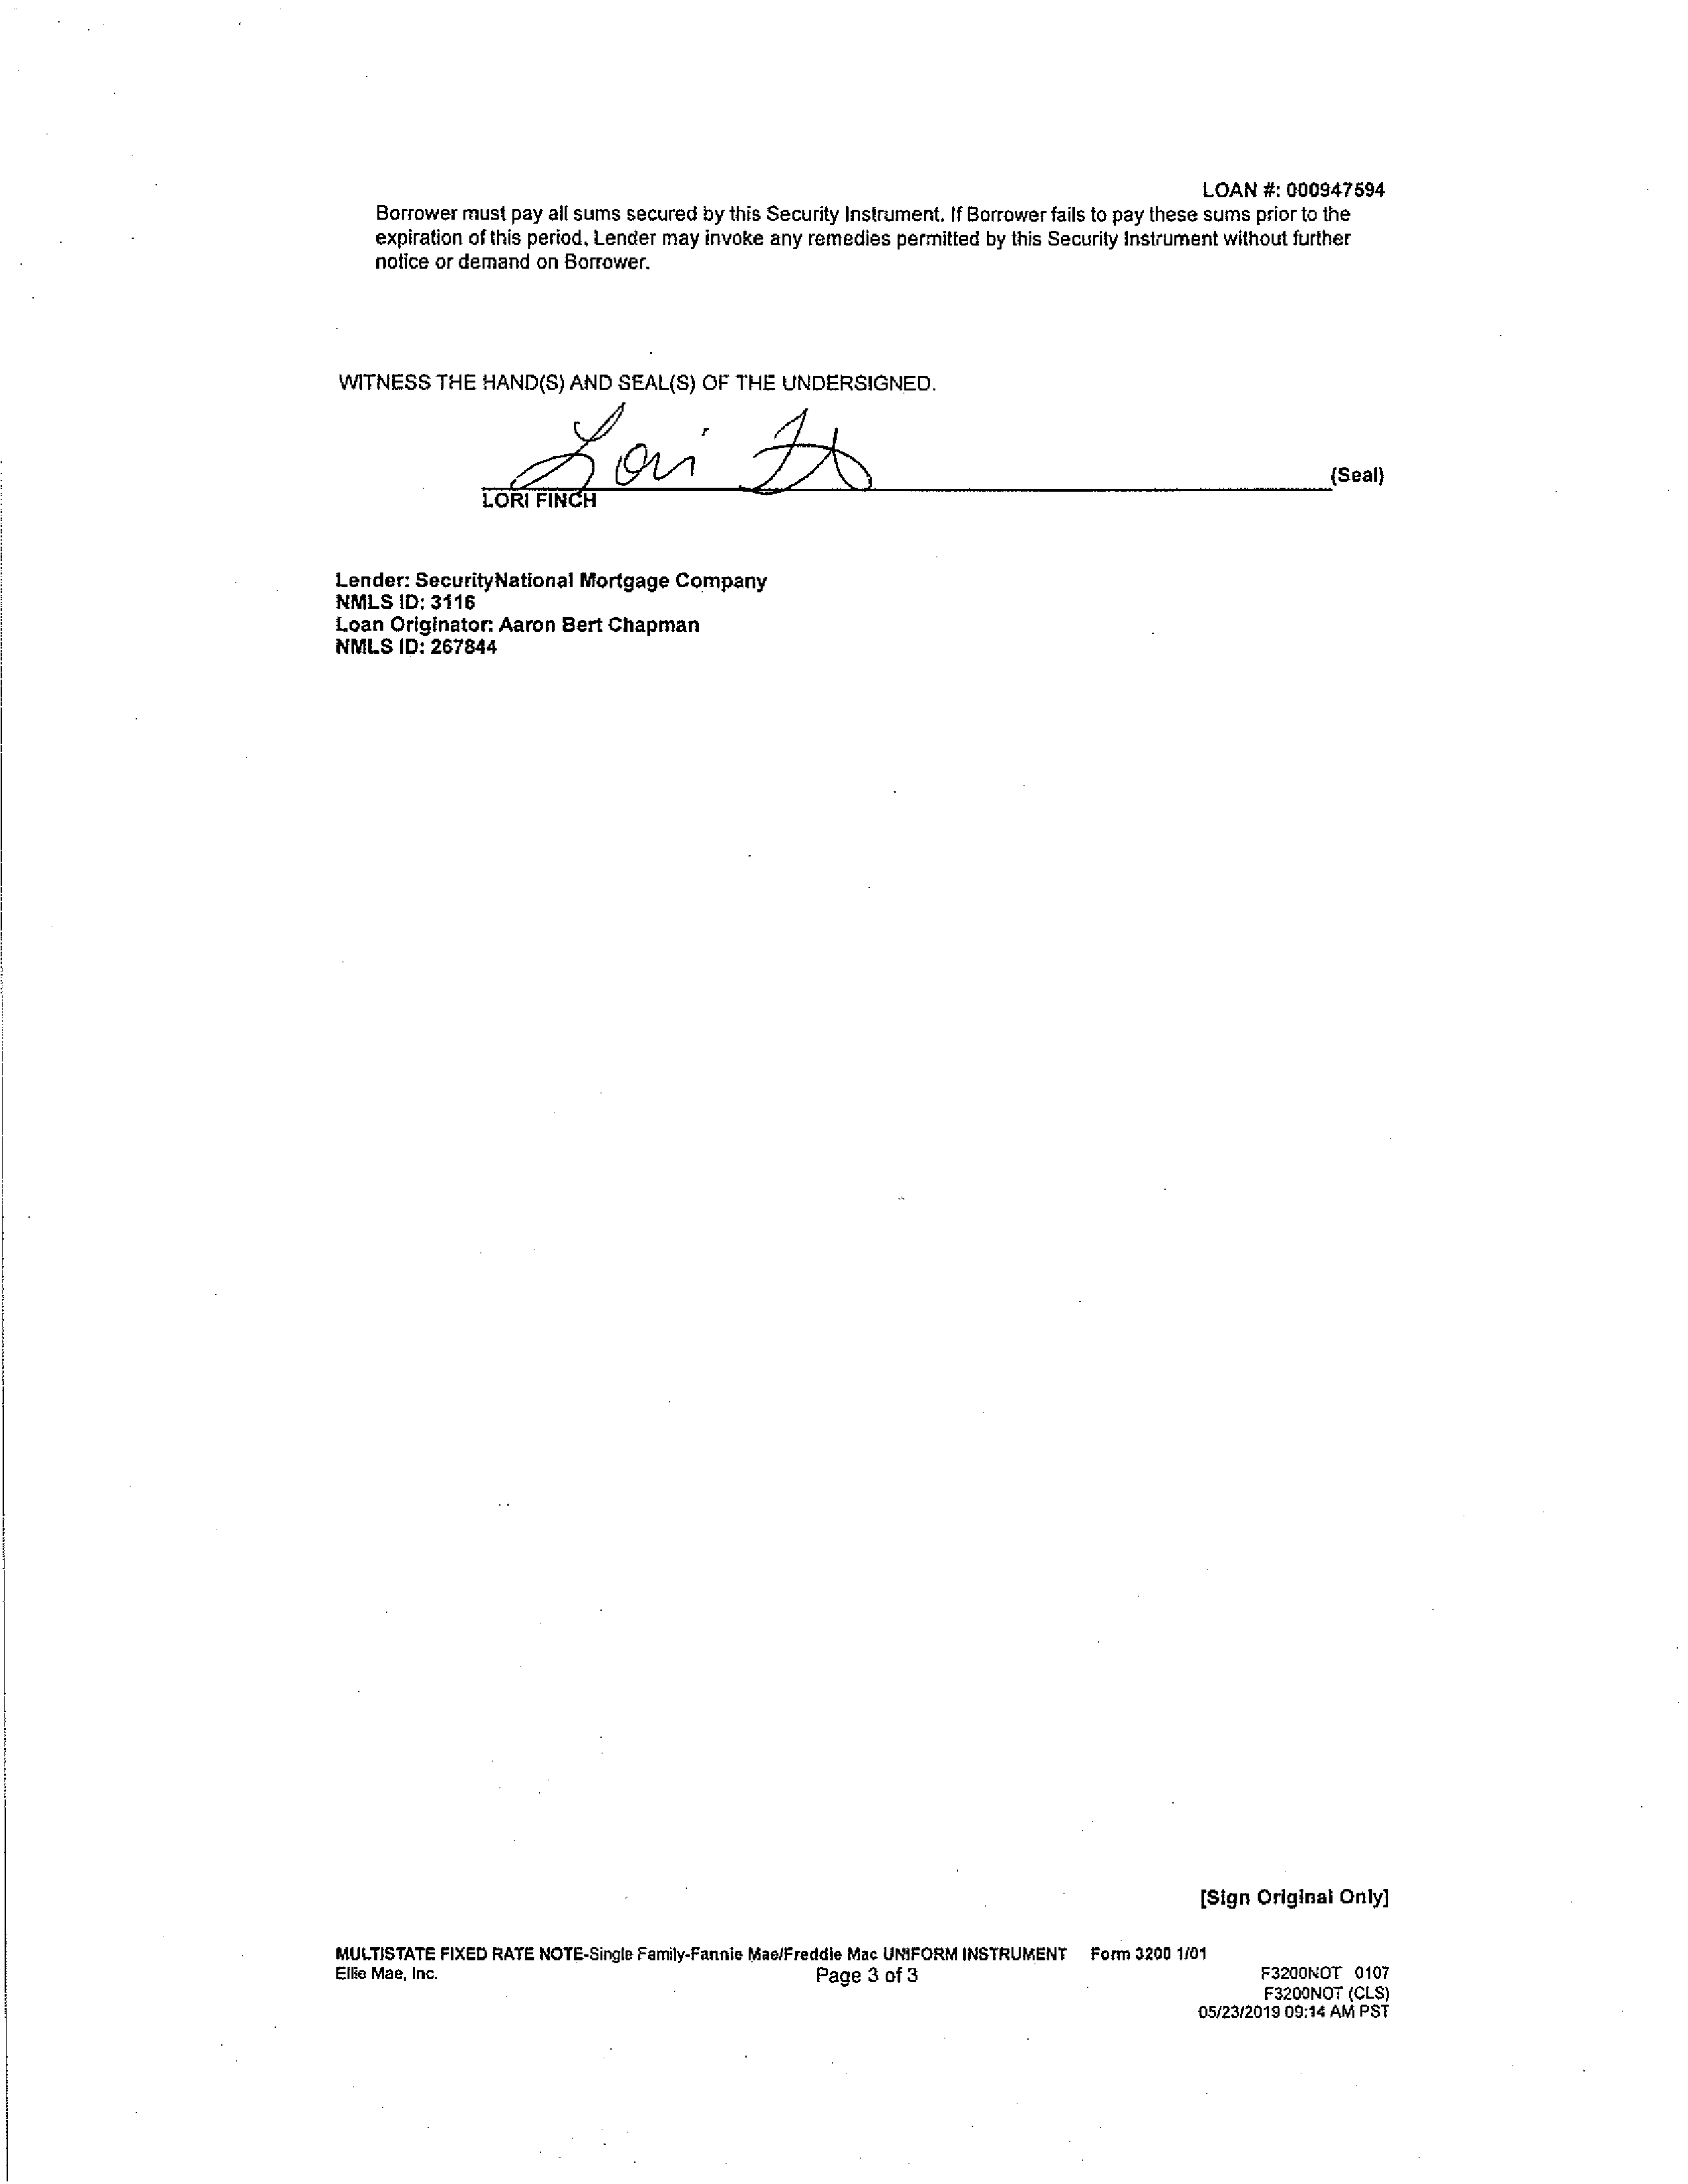 LOAN #: 000947594
Borrower must pay all sums secured by this Security Instrument. If Borrower fails to pay these sums prior to the
expiration of this period, Lender may invoke any remedies permitted by this Security Instrument without further
notice or demand on Borrower.
WITNESS THE HAND(S) AND SEAL(S) OF THE UNDERSIGNED.
Lori
(Seal)
LORI FINCH
Lender: SecurityNational Mortgage Company
NMLS ID: 3116
Loan Originator: Aaron Bert Chapman
NMLS ID: 267844
[Sign Original Only]
MULTISTATE FIXED RATE NOTE-Single Family-Fannie Mae/Freddie Mac UNIFORM INSTRUMENT Form 3200 1/01
Ellie Mae, Inc. Page 3 of 3 F3200NOT 0107
F3200NOT (CLS)
05/23/2019 09:14 AM PST